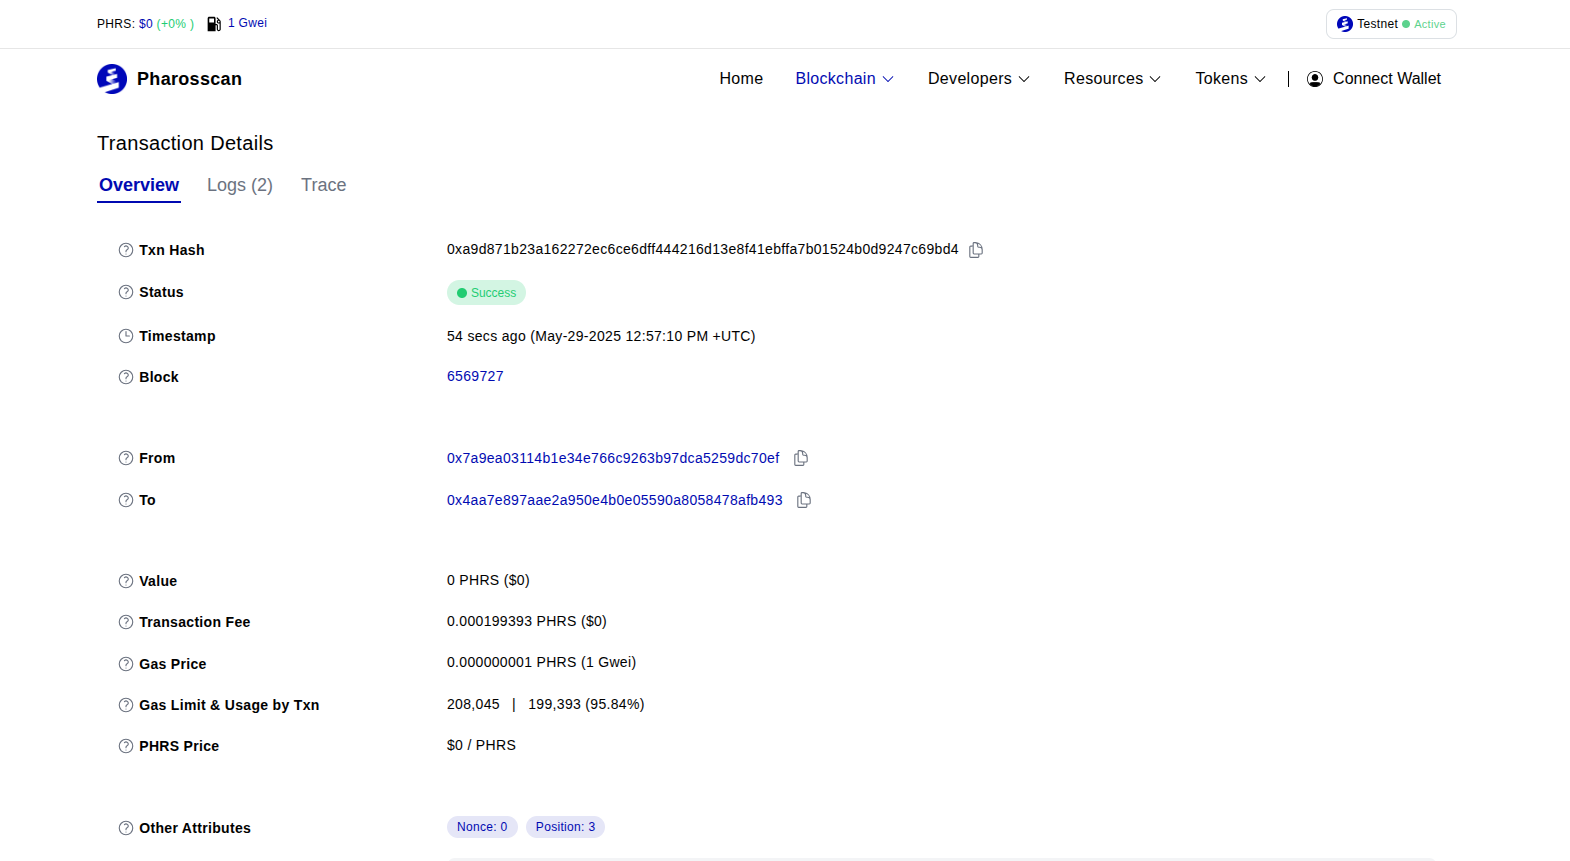 PHRS: $0 (+0% ) 1 Gwei Testnet Active
Pharosscan Home Blockchain Developers Resources Tokens | Connect Wallet
Transaction Details
Overview Logs (2) Trace
Txn Hash 0xa9d871b23a162272ec6ce6dff444216d13e8f41ebffa7b01524b0d9247c69bd4
Status Success
Timestamp 54 secs ago (May-29-2025 12:57:10 PM +UTC)
Block 6569727
From 0x7a9ea03114b1e34e766c9263b97dca5259dc70ef
To 0x4aa7e897aae2a950e4b0e05590a8058478afb493
Value 0 PHRS ($0)
Transaction Fee 0.000199393 PHRS ($0)
Gas Price 0.000000001 PHRS (1 Gwei)
Gas Limit & Usage by Txn 208,045 | 199,393 (95.84%)
PHRS Price $0 / PHRS
Other Attributes Nonce: 0 Position: 3